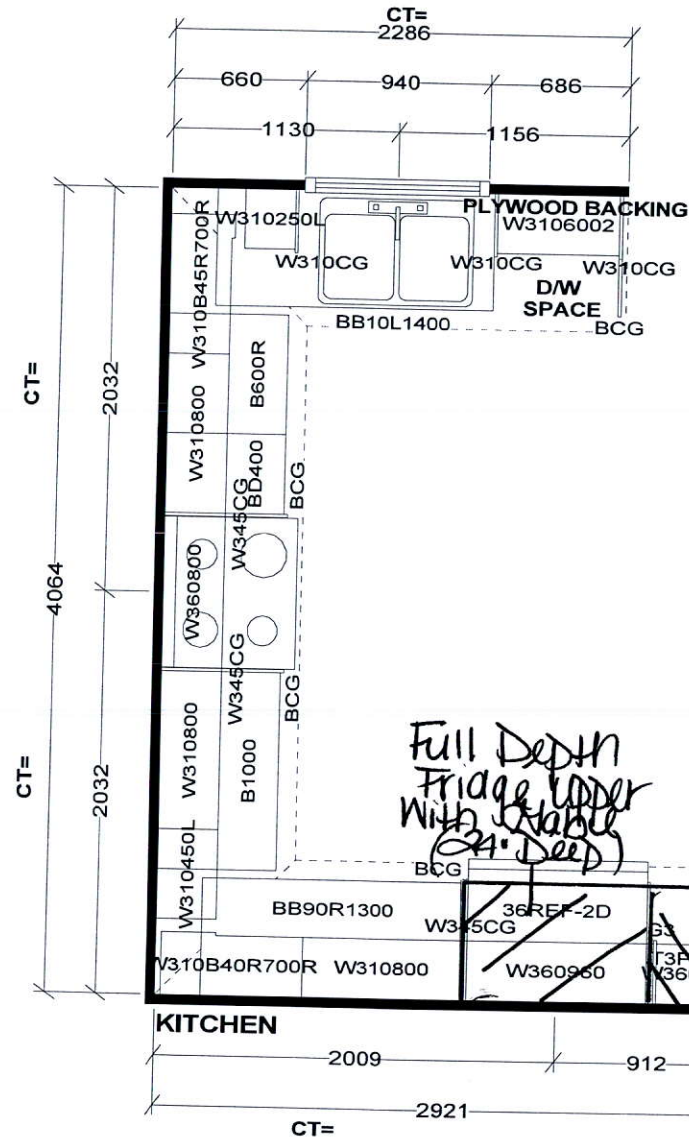 CT=
2286
660
940
686
1130
1156
PLYWOOD BACKING
W310250L
W3106002
W310B45R700R
W310CG
W310CG
W310CG
D/W
SPACE
BB10L1400
BCG
CT=
2032
B600R
W310800
BD400
BCG
W345CG
4064
W360800
W345CG
BCG
W310800
B1000
CT=
2032
W310450L
Full Depth
Fridge Upper
With
(24" Deep)
BCG
BB90R1300
W345CG
36REF-2D
G3
W310B40R700R
W310800
W360960
KITCHEN
2009
912
2921
CT=